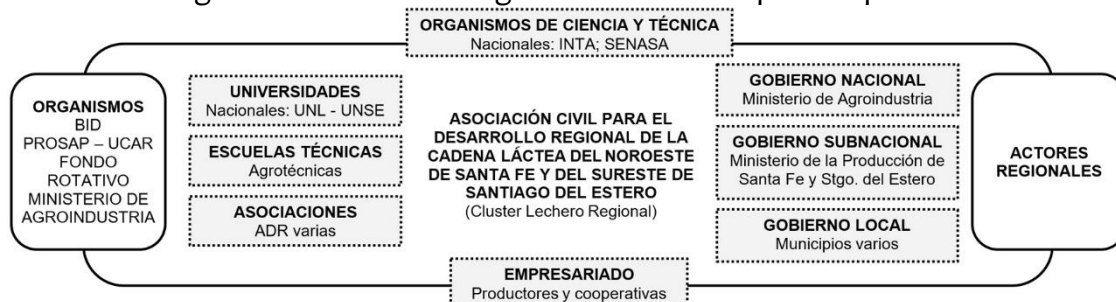 ORGANISMOS DE CIENCIA Y TÉCNICA
Nacionales: INTA; SENASA
ORGANISMOS
BID
PROSAP – UCAR
FONDO
ROTATIVO
MINISTERIO DE
AGROINDUSTRIA
UNIVERSIDADES
Nacionales: UNL - UNSE
ESCUELAS TÉCNICAS
Agrotécnicas
ASOCIACIONES
ADR varias
ASOCIACIÓN CIVIL PARA EL
DESARROLLO REGIONAL DE LA
CADENA LÁCTEA DEL NOROESTE
DE SANTA FE Y DEL SURESTE DE
SANTIAGO DEL ESTERO
(Cluster Lechero Regional)
GOBIERNO NACIONAL
Ministerio de Agroindustria
GOBIERNO SUBNACIONAL
Ministerio de la Producción de
Santa Fe y Stgo. del Estero
GOBIERNO LOCAL
Municipios varios
ACTORES
REGIONALES
EMPRESARIADO
Productores y cooperativas